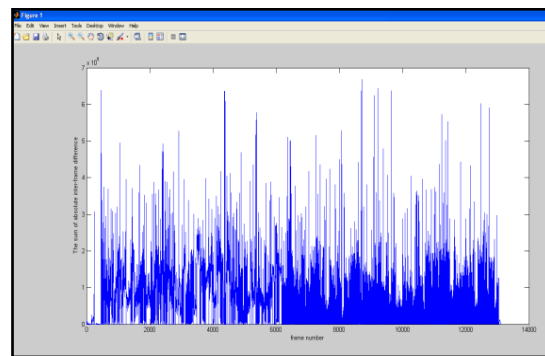 Figure 1
File Edit View Insert Tools Desktop Window Help
7
6
5
4
3
2
1
0
0 2000 4000 6000 8000 10000 12000 14000
The sum of absolute inter-frame difference
frame number